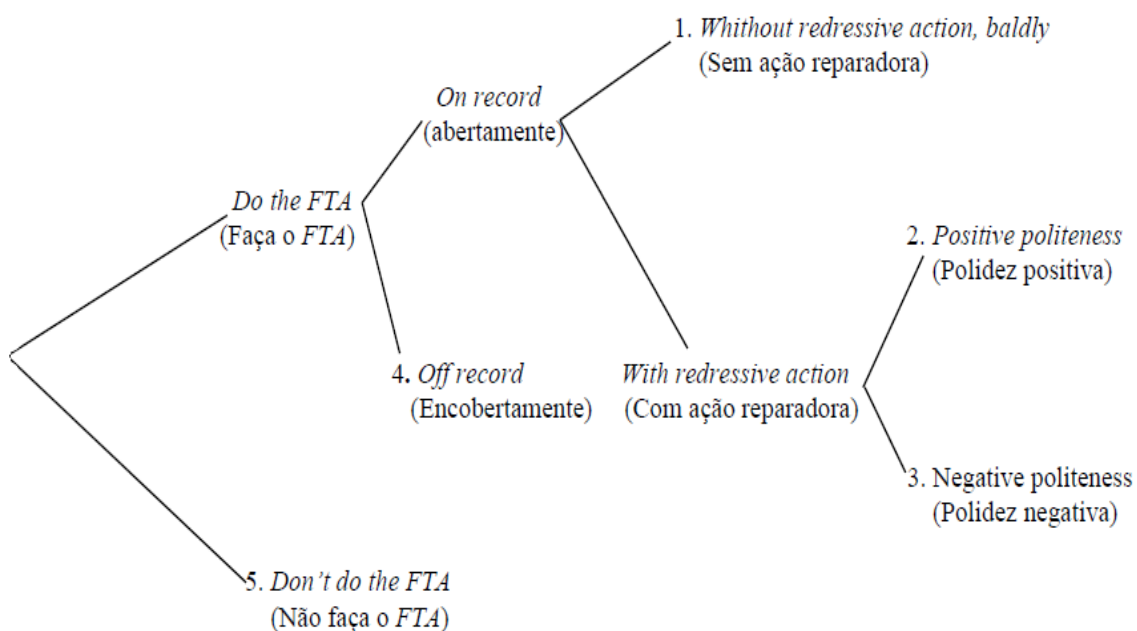 1. Whithout redressive action, baldly
(Sem ação reparadora)
On record
(abertamente)
Do the FTA
(Faça o FTA)
2. Positive politeness
(Polidez positiva)
4. Off record
(Encobertamente)
With redressive action
(Com ação reparadora)
3. Negative politeness
(Polidez negativa)
5. Don’t do the FTA
(Não faça o FTA)